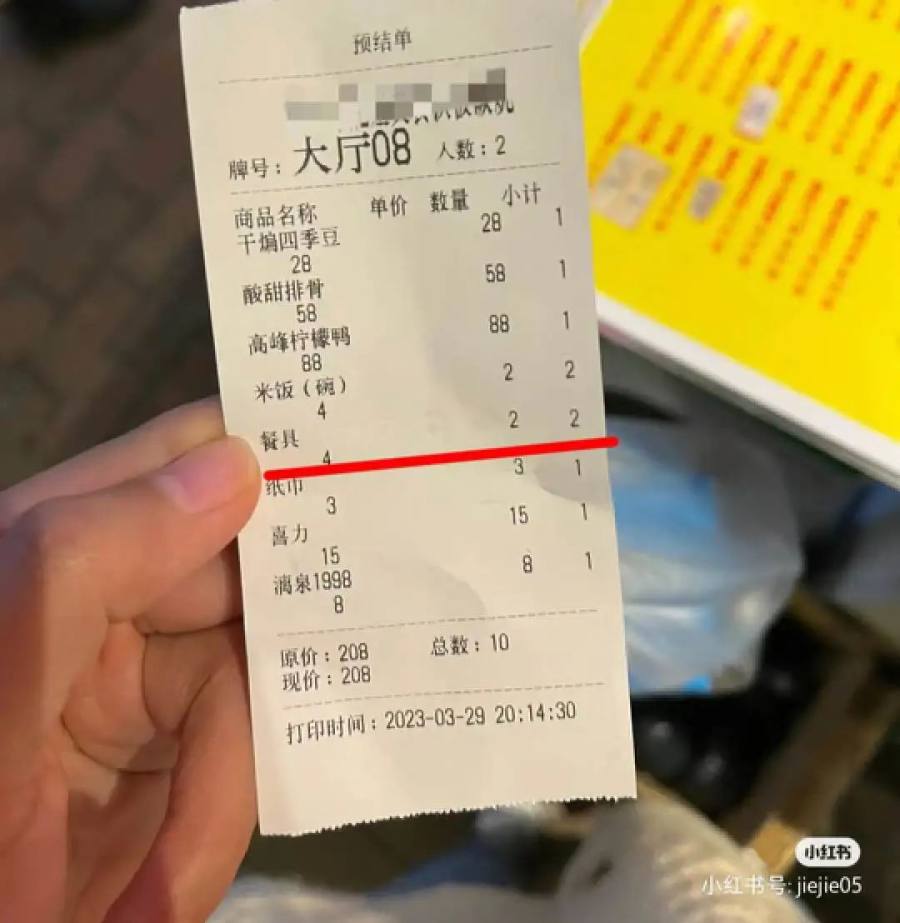 预结单
牌号：大厅08 人数：2
商品名称 单价 数量 小计
干煸四季豆 28 1
28
酸甜排骨 58 1
58
高峰柠檬鸭 88 1
88
米饭（碗） 2 2
4
餐具 2 2
4
纸巾 3 1
3
喜力 15 1
15
漓泉1998 8 1
8
原价：208 总数：10
现价：208
打印时间：2023-03-29 20:14:30
小红书
小红书号: jiejie05